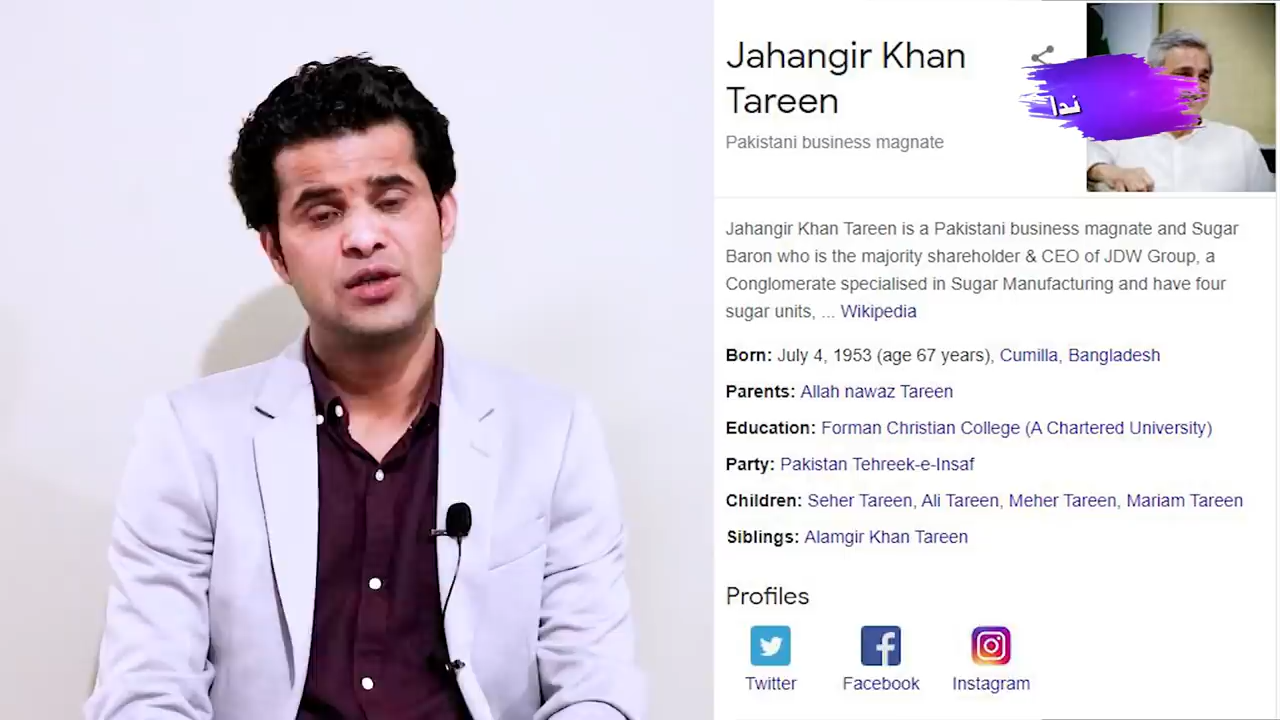 Jahangir Khan
Tareen
Pakistani business magnate
ندا
Jahangir Khan Tareen is a Pakistani business magnate and Sugar
Baron who is the majority shareholder & CEO of JDW Group, a
Conglomerate specialised in Sugar Manufacturing and have four
sugar units, ... Wikipedia
Born: July 4, 1953 (age 67 years), Cumilla, Bangladesh
Parents: Allah nawaz Tareen
Education: Forman Christian College (A Chartered University)
Party: Pakistan Tehreek-e-Insaf
Children: Seher Tareen, Ali Tareen, Meher Tareen, Mariam Tareen
Siblings: Alamgir Khan Tareen
Profiles
Twitter Facebook Instagram